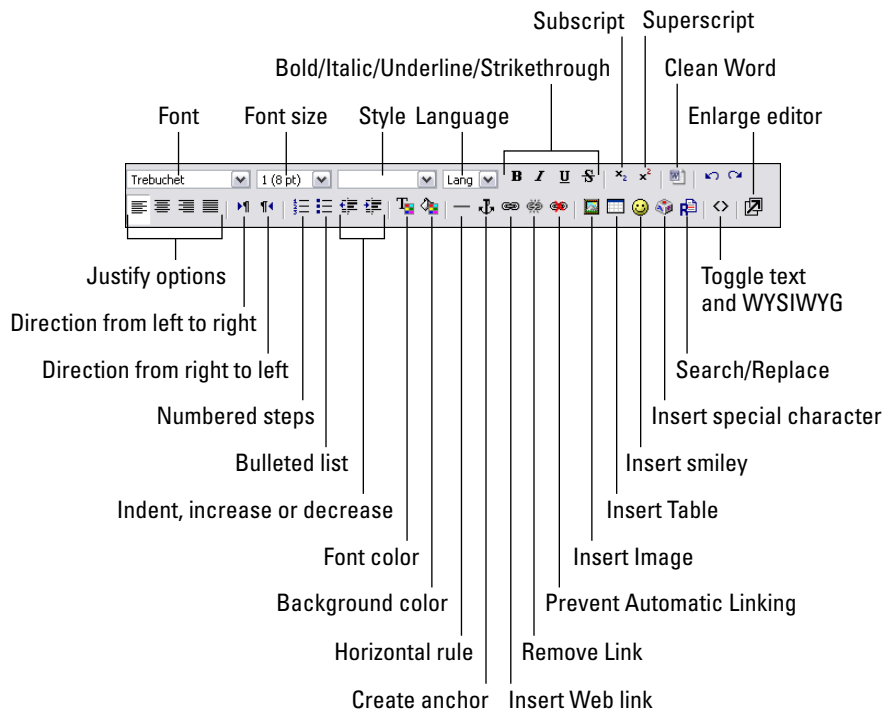 Subscript Superscript
Bold/Italic/Underline/Strikethrough Clean Word
Font Font size Style Language Enlarge editor
Trebuchet 1 (8 pt) Lang B I U S x2 x2
Justify options Toggle text
and WYSIWYG
Direction from left to right
Direction from right to left Search/Replace
Numbered steps Insert special character
Bulleted list Insert smiley
Indent, increase or decrease Insert Table
Font color Insert Image
Background color Prevent Automatic Linking
Horizontal rule Remove Link
Create anchor Insert Web link